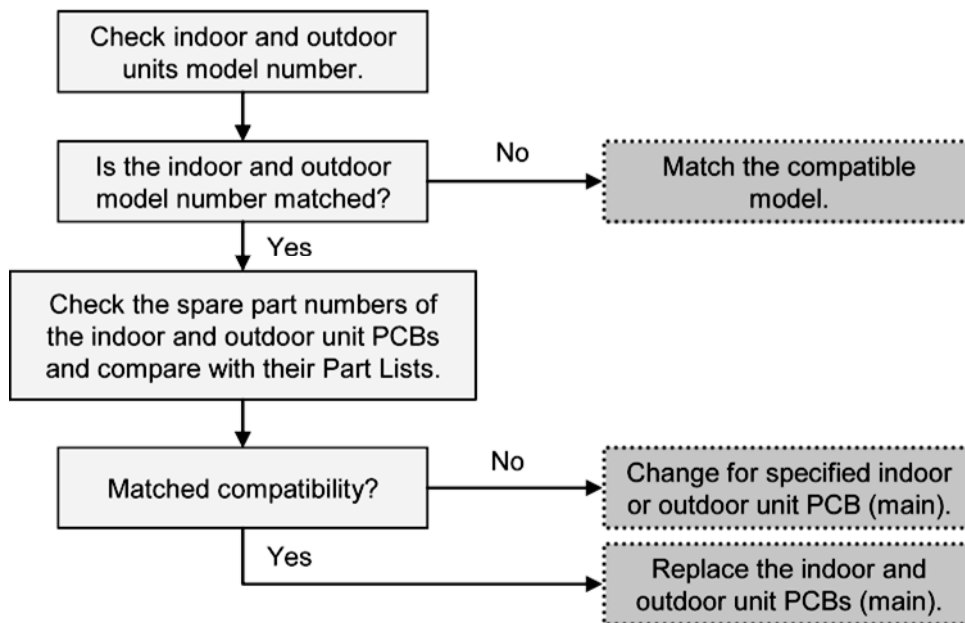 Check indoor and outdoor
units model number.
Is the indoor and outdoor
model number matched?
No
Match the compatible
model.
Yes
Check the spare part numbers of
the indoor and outdoor unit PCBs
and compare with their Part Lists.
Matched compatibility?
No
Change for specified indoor
or outdoor unit PCB (main).
Yes
Replace the indoor and
outdoor unit PCBs (main).